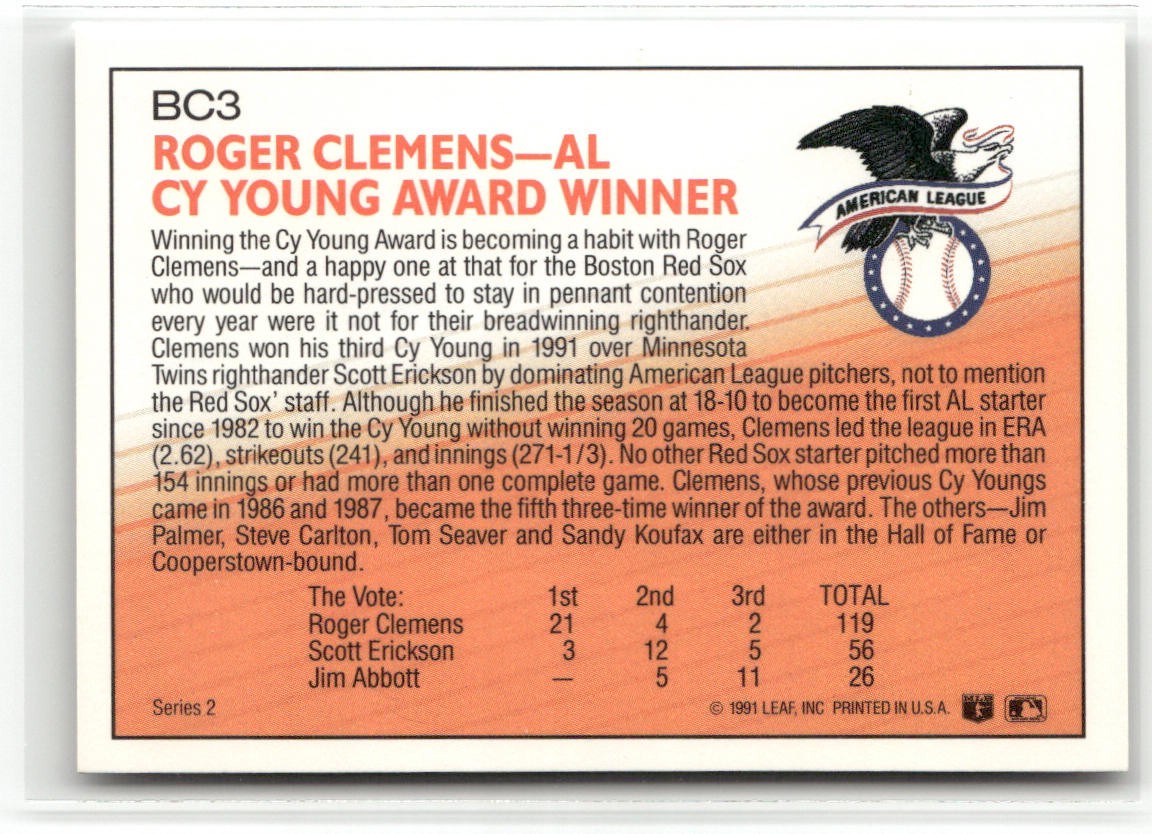 BC3
ROGER CLEMENS—AL
CY YOUNG AWARD WINNER
AMERICAN LEAGUE
Winning the Cy Young Award is becoming a habit with Roger
Clemens—and a happy one at that for the Boston Red Sox
who would be hard-pressed to stay in pennant contention
every year were it not for their breadwinning righthander.
Clemens won his third Cy Young in 1991 over Minnesota
Twins righthander Scott Erickson by dominating American League pitchers, not to mention
the Red Sox' staff. Although he finished the season at 18-10 to become the first AL starter
since 1982 to win the Cy Young without winning 20 games, Clemens led the league in ERA
(2.62), strikeouts (241), and innings (271-1/3). No other Red Sox starter pitched more than
154 innings or had more than one complete game. Clemens, whose previous Cy Youngs
came in 1986 and 1987, became the fifth three-time winner of the award. The others—Jim
Palmer, Steve Carlton, Tom Seaver and Sandy Koufax are either in the Hall of Fame or
Cooperstown-bound.
The Vote: 1st 2nd 3rd TOTAL
Roger Clemens 21 4 2 119
Scott Erickson 3 12 5 56
Jim Abbott — 5 11 26
Series 2 © 1991 LEAF, INC PRINTED IN U.S.A.